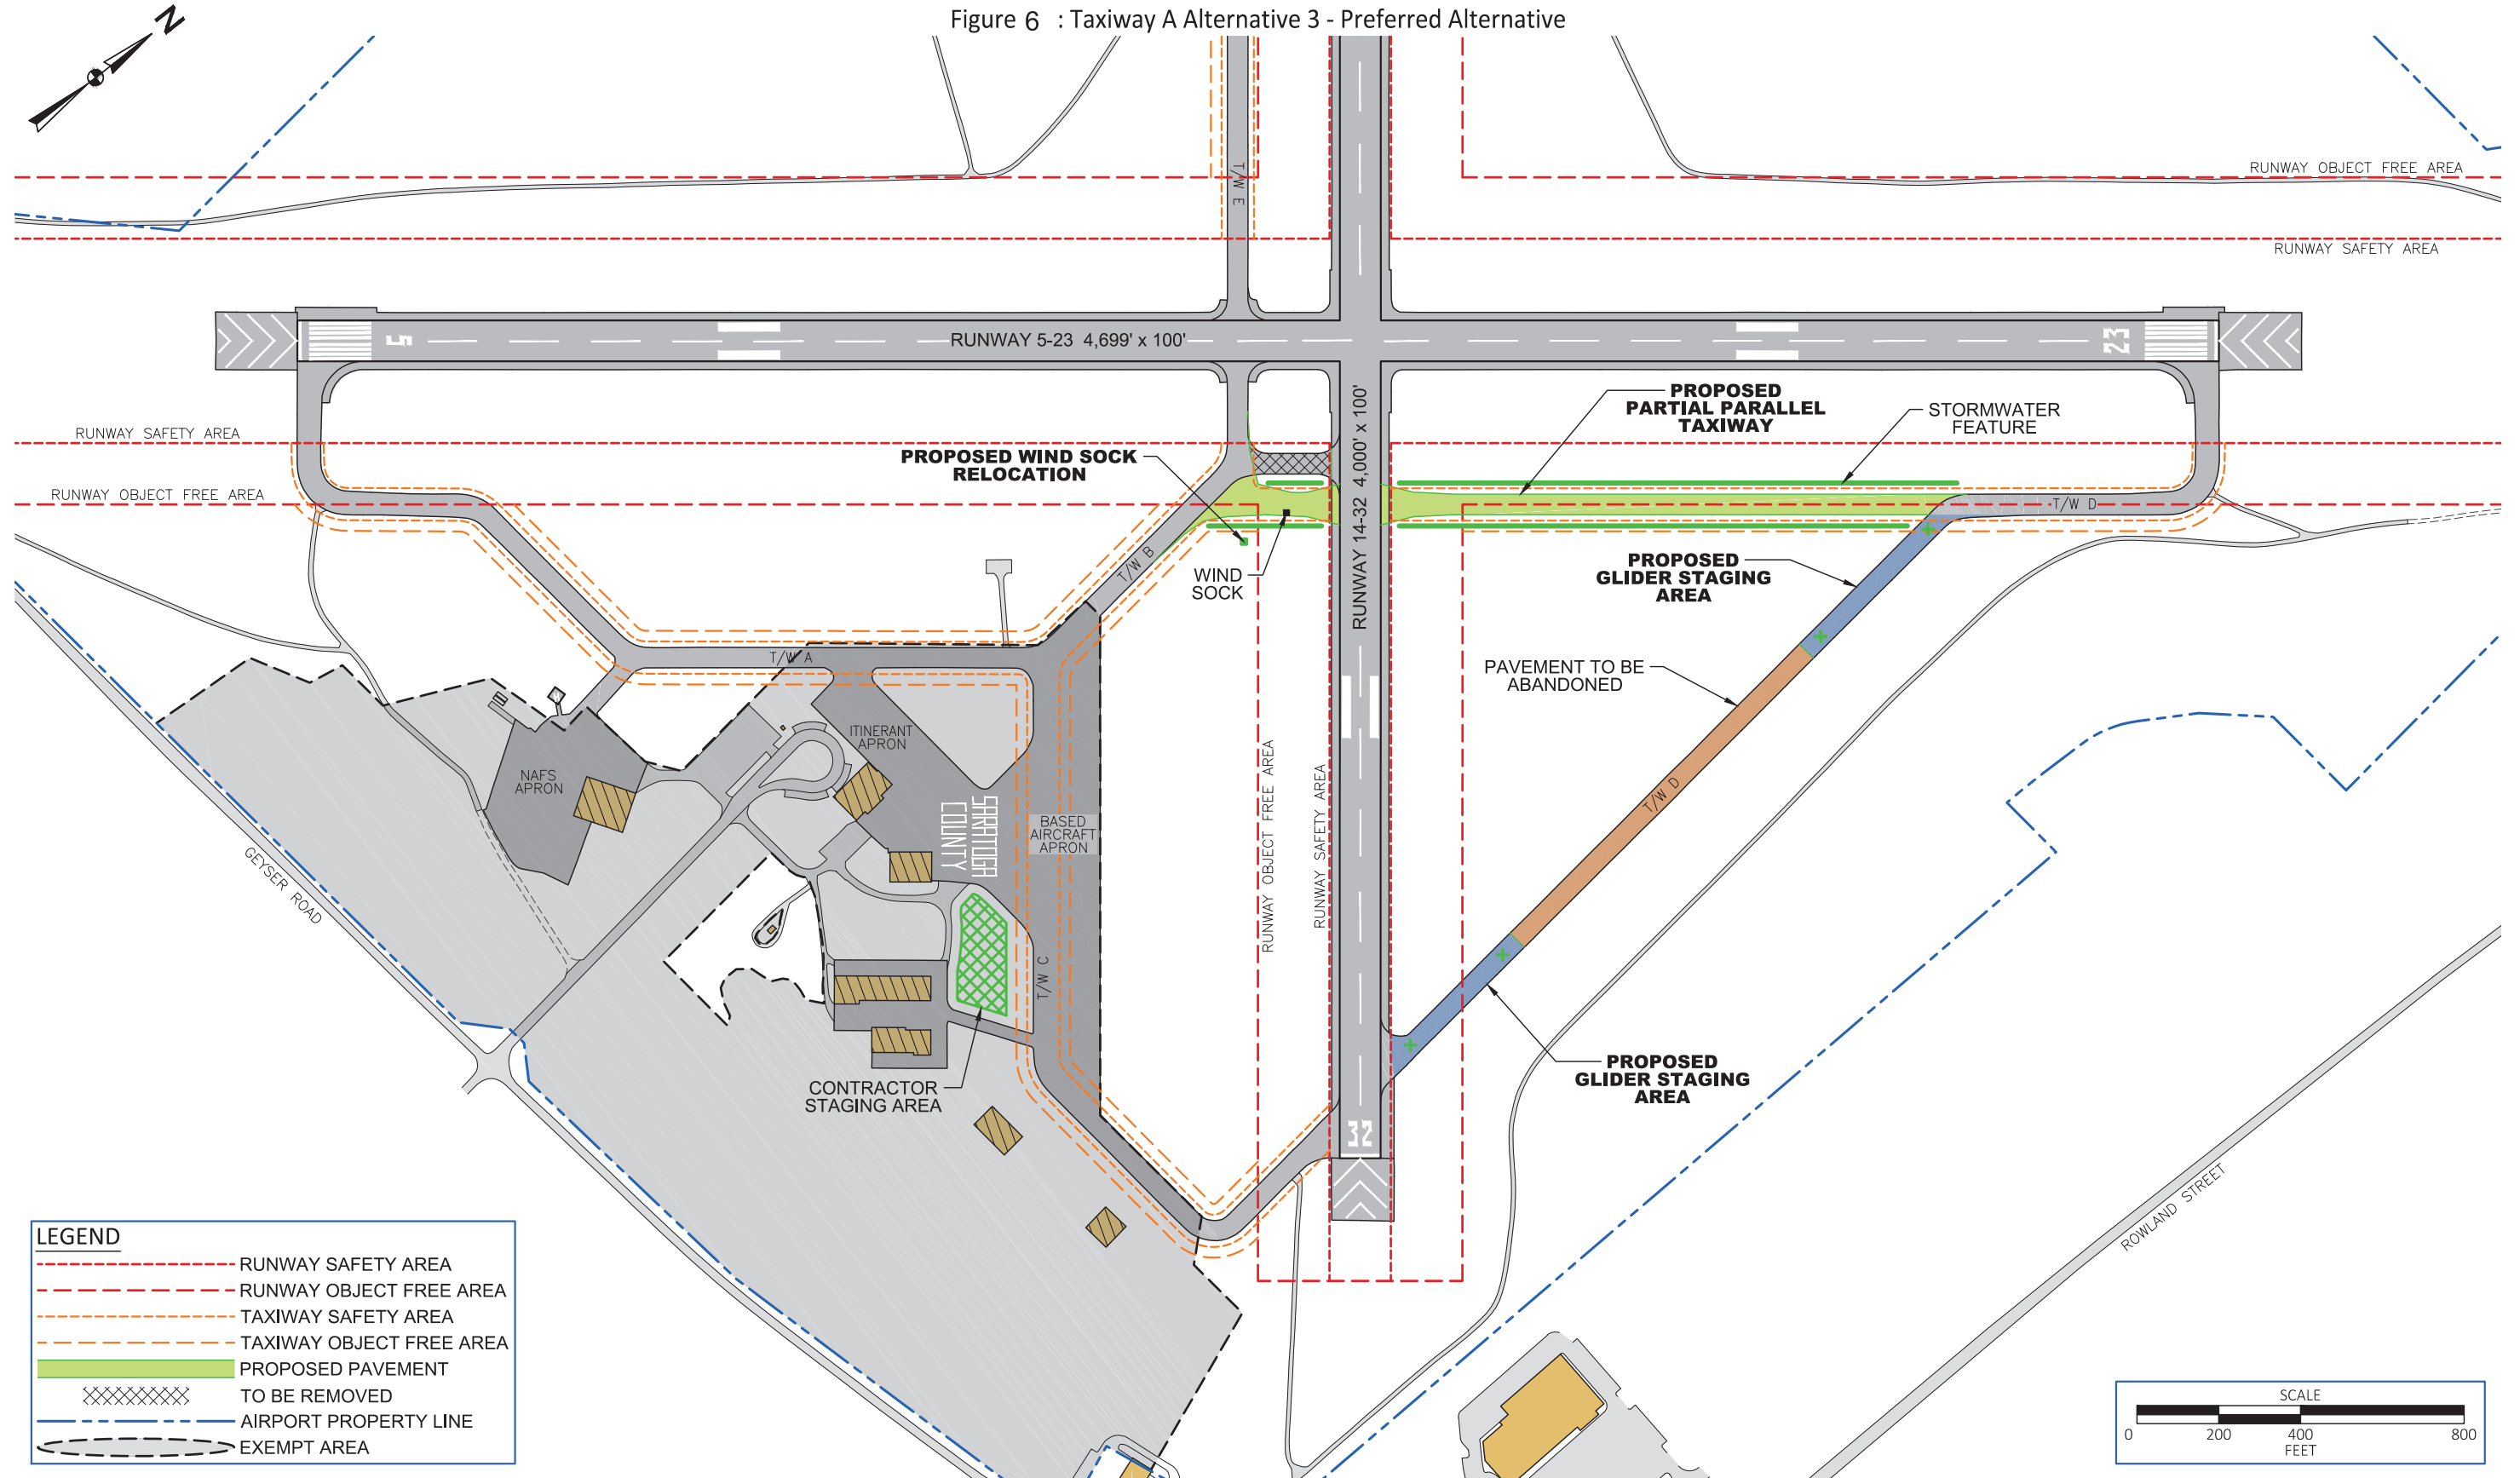 Figure 6 : Taxiway A Alternative 3 - Preferred Alternative
N
T/W E
RUNWAY OBJECT FREE AREA
RUNWAY SAFETY AREA
5
RUNWAY 5-23 4,699' x 100'
23
RUNWAY SAFETY AREA
RUNWAY OBJECT FREE AREA
PROPOSED WIND SOCK
RELOCATION
RUNWAY 14-32 4,000' x 100'
PROPOSED
PARTIAL PARALLEL
TAXIWAY
STORMWATER
FEATURE
T/W D
T/W B
WIND
SOCK
PROPOSED
GLIDER STAGING
AREA
T/W A
PAVEMENT TO BE
ABANDONED
ITINERANT
APRON
NAFS
APRON
SARATOGA
COUNTY
BASED
AIRCRAFT
APRON
RUNWAY OBJECT FREE AREA
RUNWAY SAFETY AREA
T/W D
GEYSER ROAD
T/W C
CONTRACTOR
STAGING AREA
PROPOSED
GLIDER STAGING
AREA
32
ROWLAND STREET
LEGEND
RUNWAY SAFETY AREA
RUNWAY OBJECT FREE AREA
TAXIWAY SAFETY AREA
TAXIWAY OBJECT FREE AREA
PROPOSED PAVEMENT
TO BE REMOVED
AIRPORT PROPERTY LINE
EXEMPT AREA
SCALE
0 200 400 800
FEET